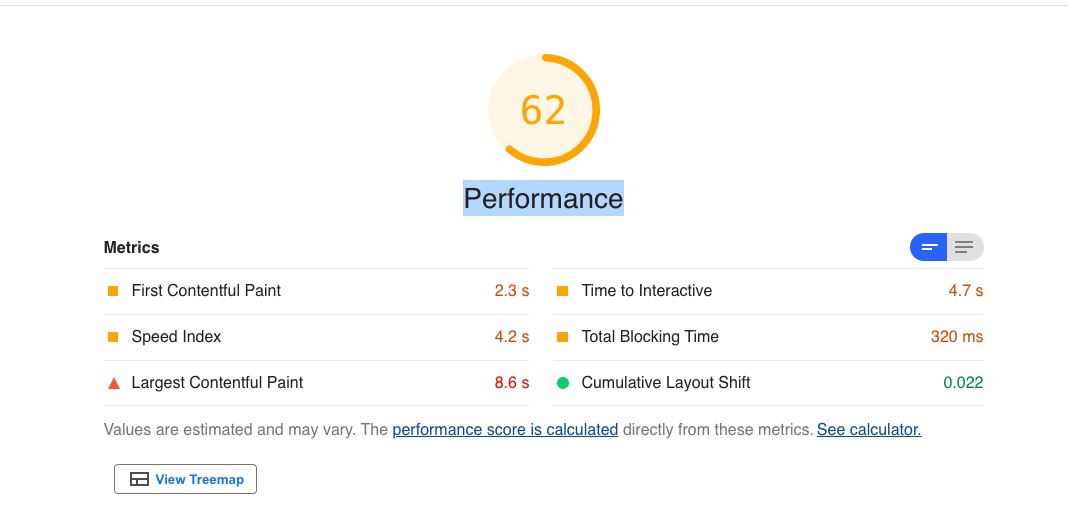 62
Performance
Metrics
First Contentful Paint 2.3 s
Time to Interactive 4.7 s
Speed Index 4.2 s
Total Blocking Time 320 ms
Largest Contentful Paint 8.6 s
Cumulative Layout Shift 0.022
Values are estimated and may vary. The performance score is calculated directly from these metrics. See calculator.
View Treemap